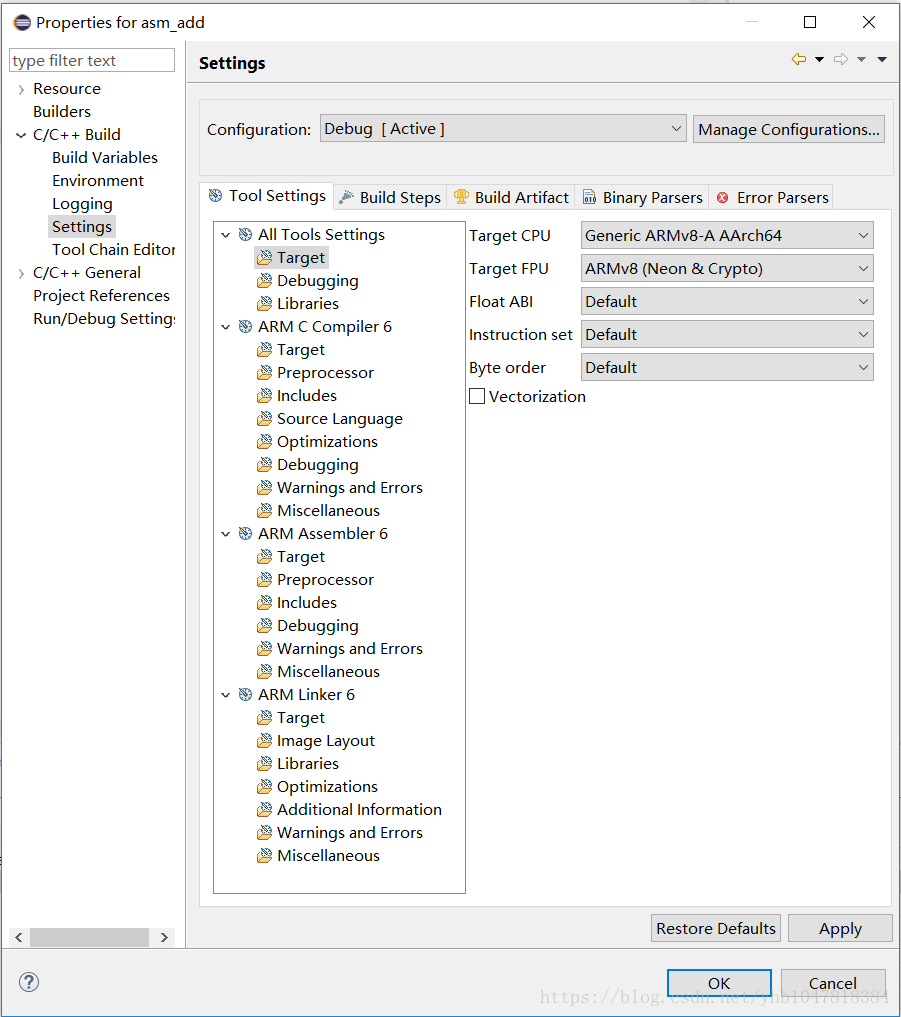 Properties for asm_add
type filter text
Resource
Builders
C/C++ Build
Build Variables
Environment
Logging
Settings
Tool Chain Editor
C/C++ General
Project References
Run/Debug Settings
Settings
Configuration:
Debug [ Active ]
Manage Configurations...
Tool Settings
Build Steps
Build Artifact
Binary Parsers
Error Parsers
All Tools Settings
Target
Debugging
Libraries
ARM C Compiler 6
Target
Preprocessor
Includes
Source Language
Optimizations
Debugging
Warnings and Errors
Miscellaneous
ARM Assembler 6
Target
Preprocessor
Includes
Debugging
Warnings and Errors
Miscellaneous
ARM Linker 6
Target
Image Layout
Libraries
Optimizations
Additional Information
Warnings and Errors
Miscellaneous
Target CPU
Generic ARMv8-A AArch64
Target FPU
ARMv8 (Neon & Crypto)
Float ABI
Default
Instruction set
Default
Byte order
Default
Vectorization
Restore Defaults
Apply
?
OK
Cancel
https://blog.csdn.net/yhb1047818384